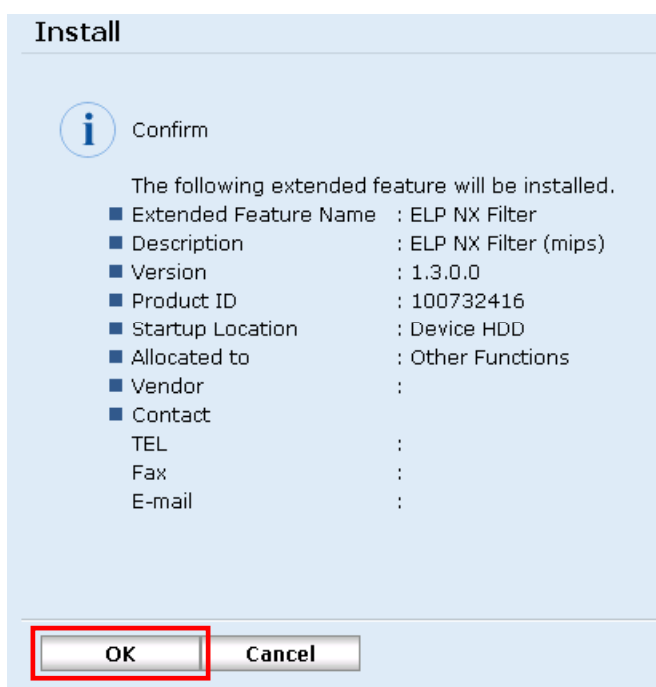 Install
i
Confirm
The following extended feature will be installed.
Extended Feature Name : ELP NX Filter
Description : ELP NX Filter (mips)
Version : 1.3.0.0
Product ID : 100732416
Startup Location : Device HDD
Allocated to : Other Functions
Vendor :
Contact
TEL :
Fax :
E-mail :
OK Cancel